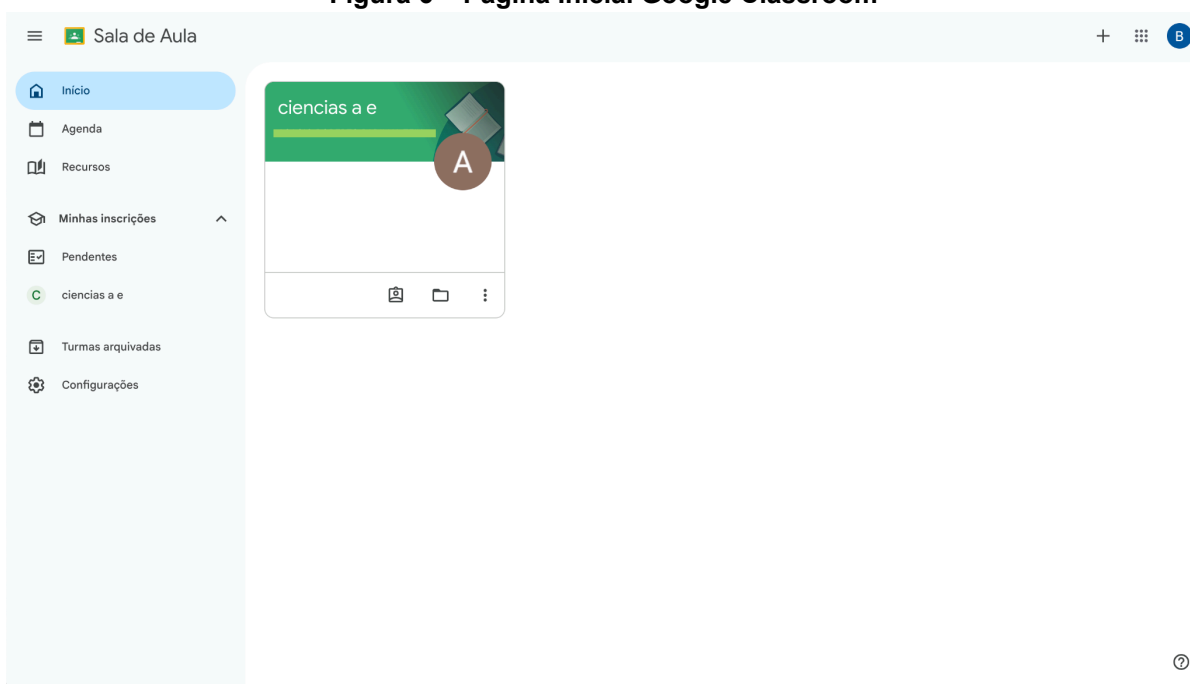 Sala de Aula
B
Início
Agenda
Recursos
Minhas inscrições
Pendentes
C ciencias a e
Turmas arquivadas
Configurações
ciencias a e
A